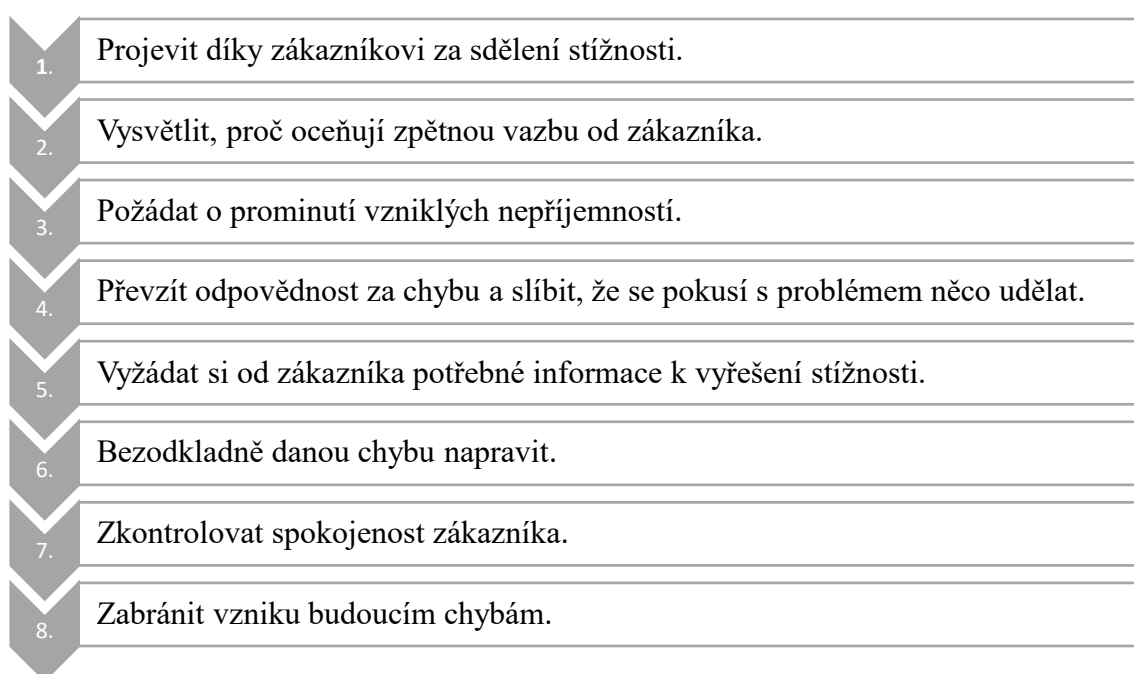 1. Projevit díky zákazníkovi za sdělení stížnosti.
2. Vysvětlit, proč oceňují zpětnou vazbu od zákazníka.
3. Požádat o prominutí vzniklých nepříjemností.
4. Převzít odpovědnost za chybu a slíbit, že se pokusí s problémem něco udělat.
5. Vyžádat si od zákazníka potřebné informace k vyřešení stížnosti.
6. Bezodkladně danou chybu napravit.
7. Zkontrolovat spokojenost zákazníka.
8. Zabránit vzniku budoucím chybám.